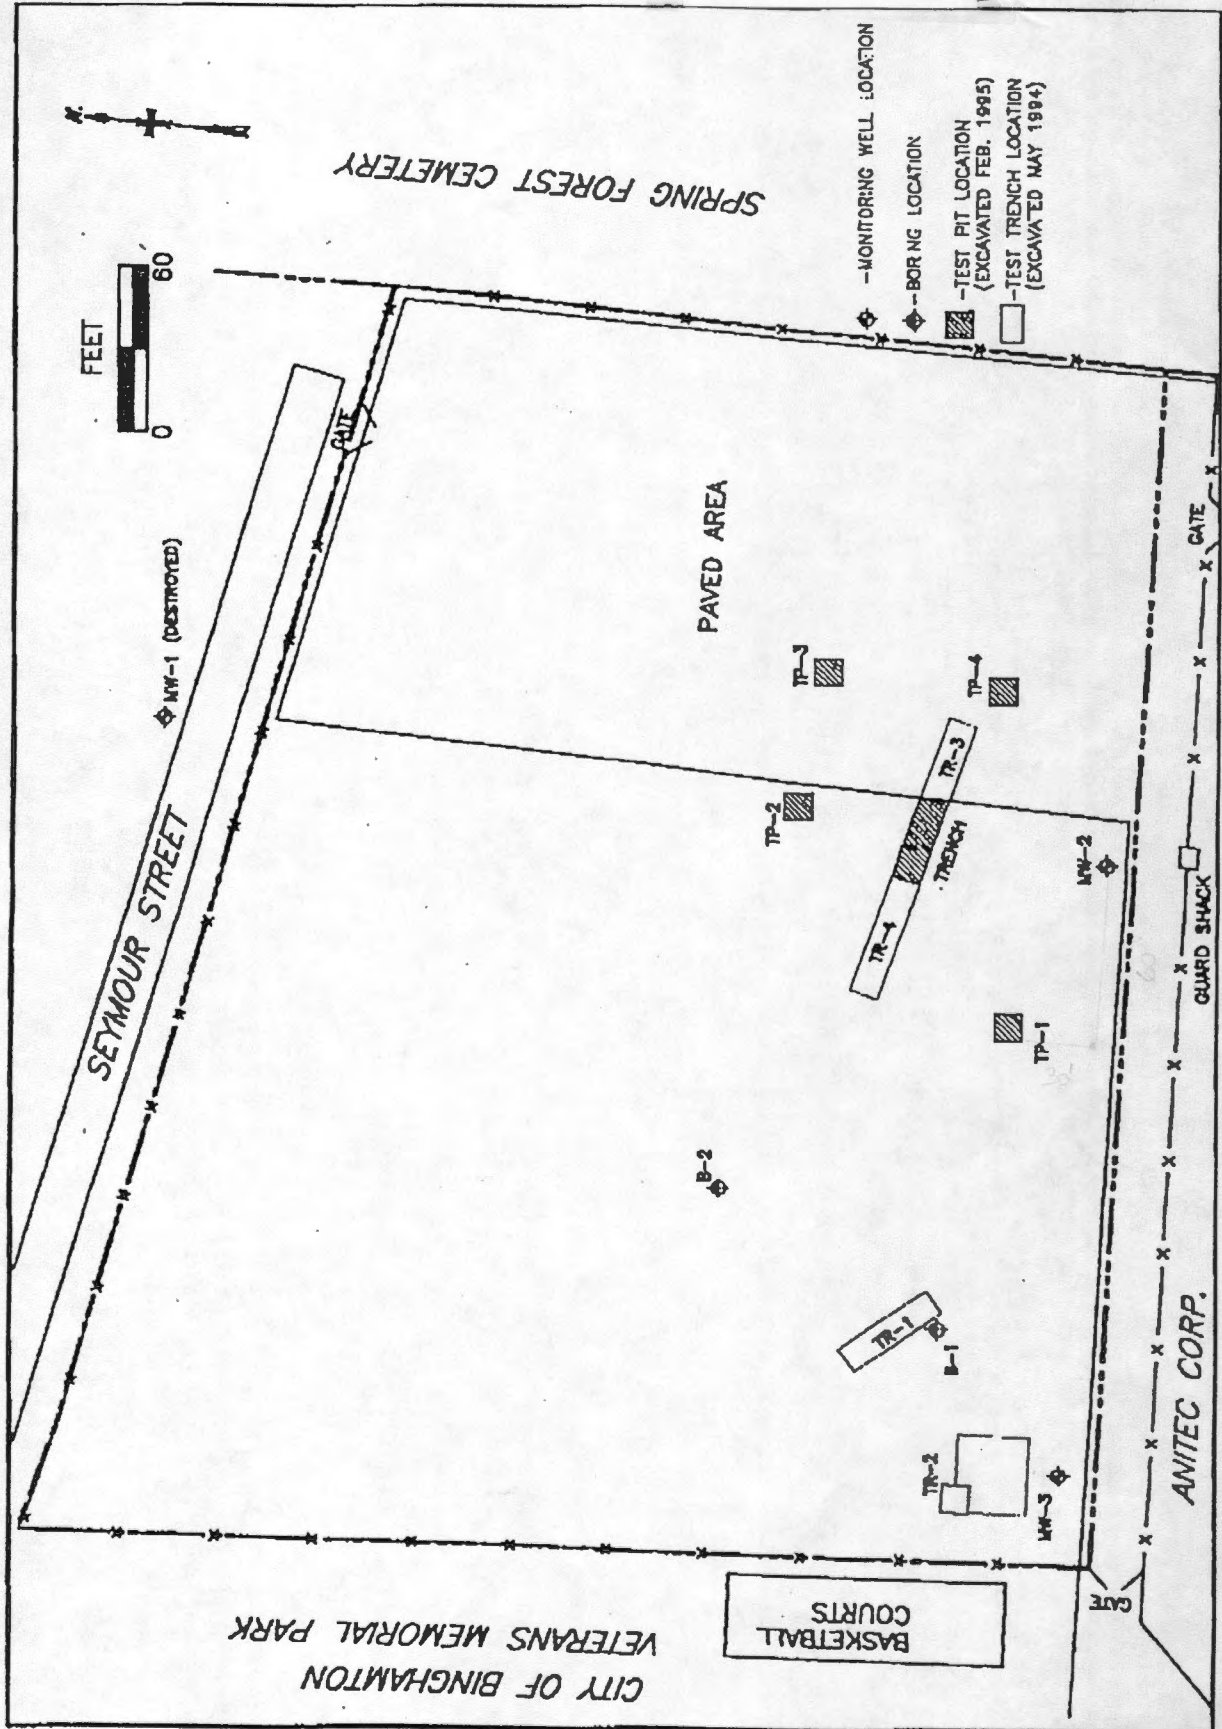 N.
FEET
0 60
SEYMOUR STREET
MW-1 (DESTROYED)
GATE
SPRING FOREST CEMETERY
PAVED AREA
-MONITORING WELL LOCATION
-BORING LOCATION
-TEST PIT LOCATION
(EXCAVATED FEB. 1995)
-TEST TRENCH LOCATION
(EXCAVATED MAY 1994)
TP-3
TP-4
TP-2
TR-3
TRENCH
TR-4
MW-2
TP-1
60
B-2
TR-1
B-1
TR-2
MW-3
CITY OF BINGHAMTON
VETERANS MEMORIAL PARK
BASKETBALL
COURTS
GATE
GUARD SHACK
GATE
ANITEC CORP.